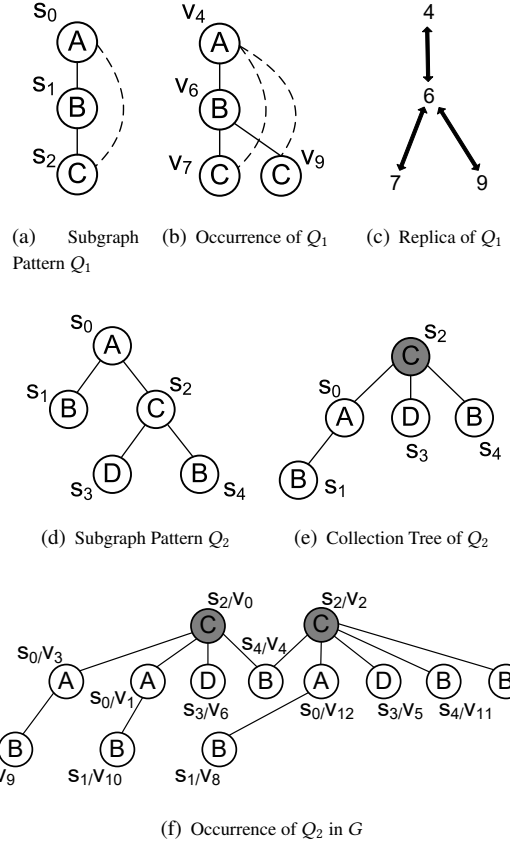 s0
A
s1
B
s2
C
v4
A
v6
B
v7
C
C
v9
4
6
7
9
(a) Subgraph
Pattern Q1
(b) Occurrence of Q1
(c) Replica of Q1
s0
A
s1
B
s2
C
s3
D
B
s4
s2
C
s0
A
D
s3
B
s4
B
s1
(d) Subgraph Pattern Q2
(e) Collection Tree of Q2
s2/v0
C
s2/v2
C
s0/v3
A
s0/v1
A
D
s3/v6
s4/v4
B
A
s0/v12
D
s3/v5
B
s4/v11
B
B
v9
B
s1/v10
B
s1/v8
(f) Occurrence of Q2 in G